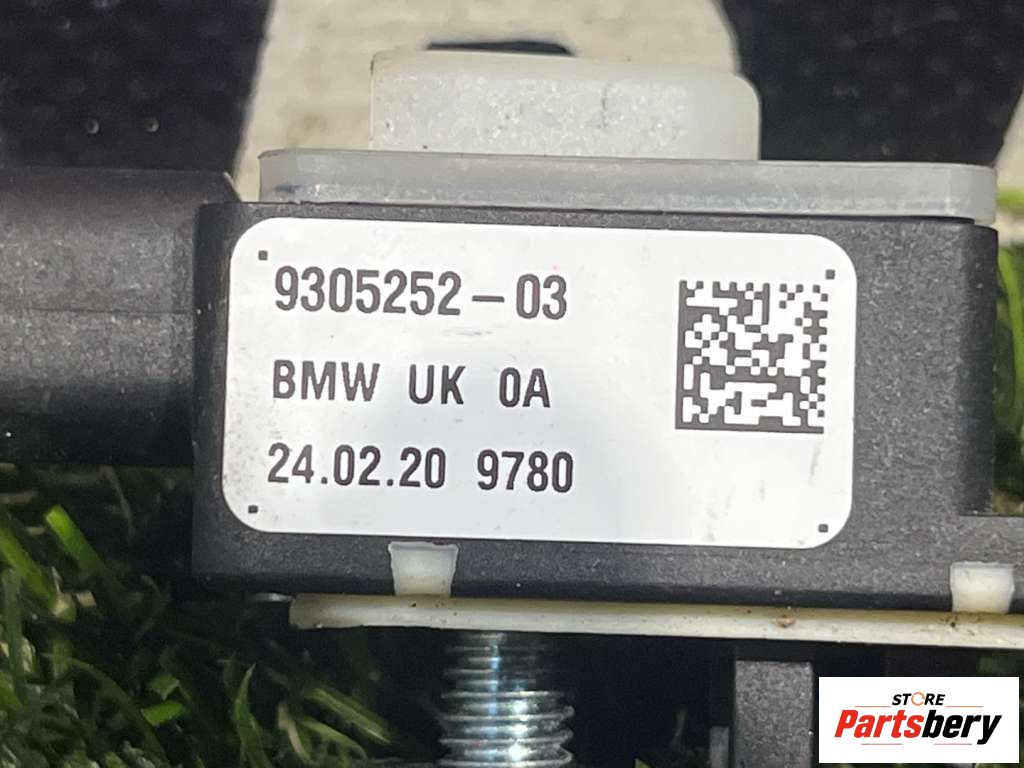 9305252-03
BMW UK 0A
24.02.20 9780
STORE
Partsbery